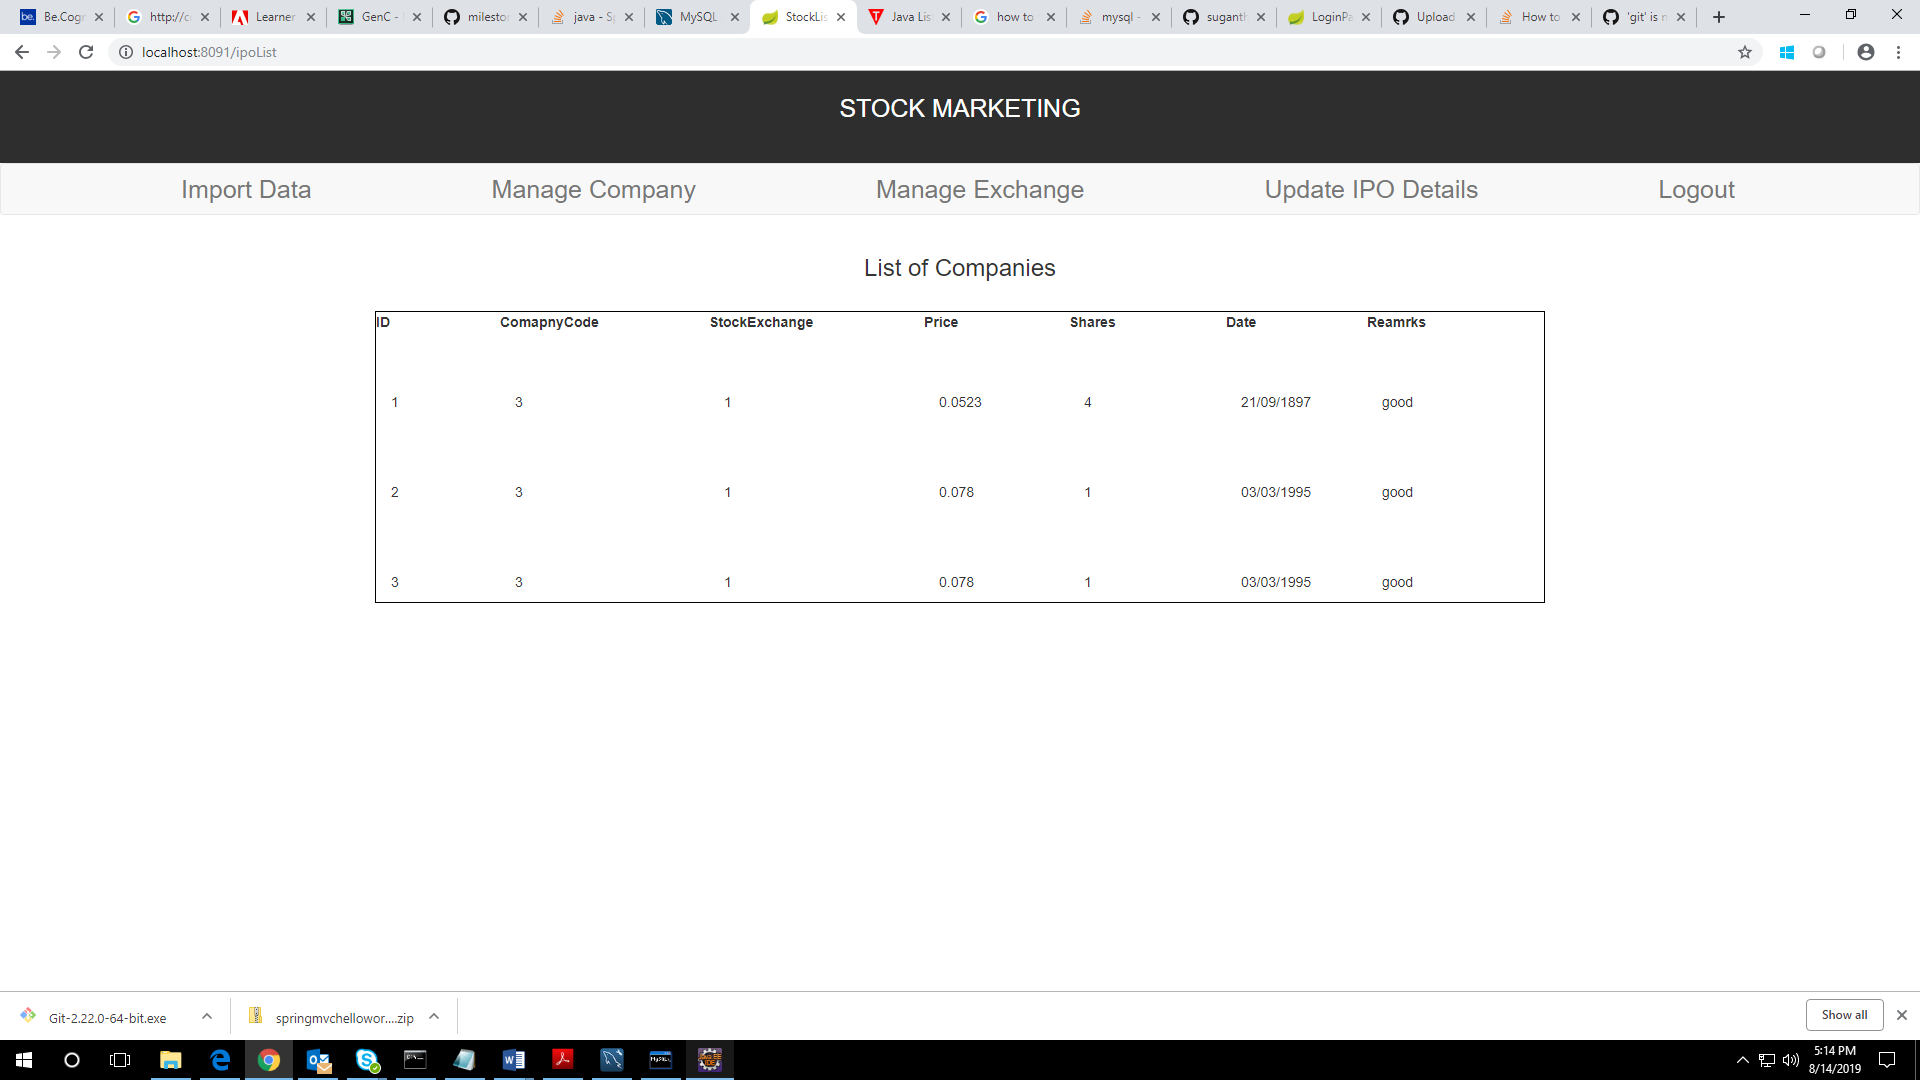 Be.Cog
http://c
Learner
GenC -
milesto
java - S
MySQL
StockLis
Java Lis
how to
mysql -
sugant
LoginPa
Upload
How to
'git' is n
localhost:8091/ipoList
STOCK MARKETING
Import Data Manage Company Manage Exchange Update IPO Details Logout
List of Companies
ID ComapnyCode StockExchange Price Shares Date Reamrks
1 3 1 0.0523 4 21/09/1897 good
2 3 1 0.078 1 03/03/1995 good
3 3 1 0.078 1 03/03/1995 good
Git-2.22.0-64-bit.exe springmvchellowor....zip Show all
5:14 PM
8/14/2019